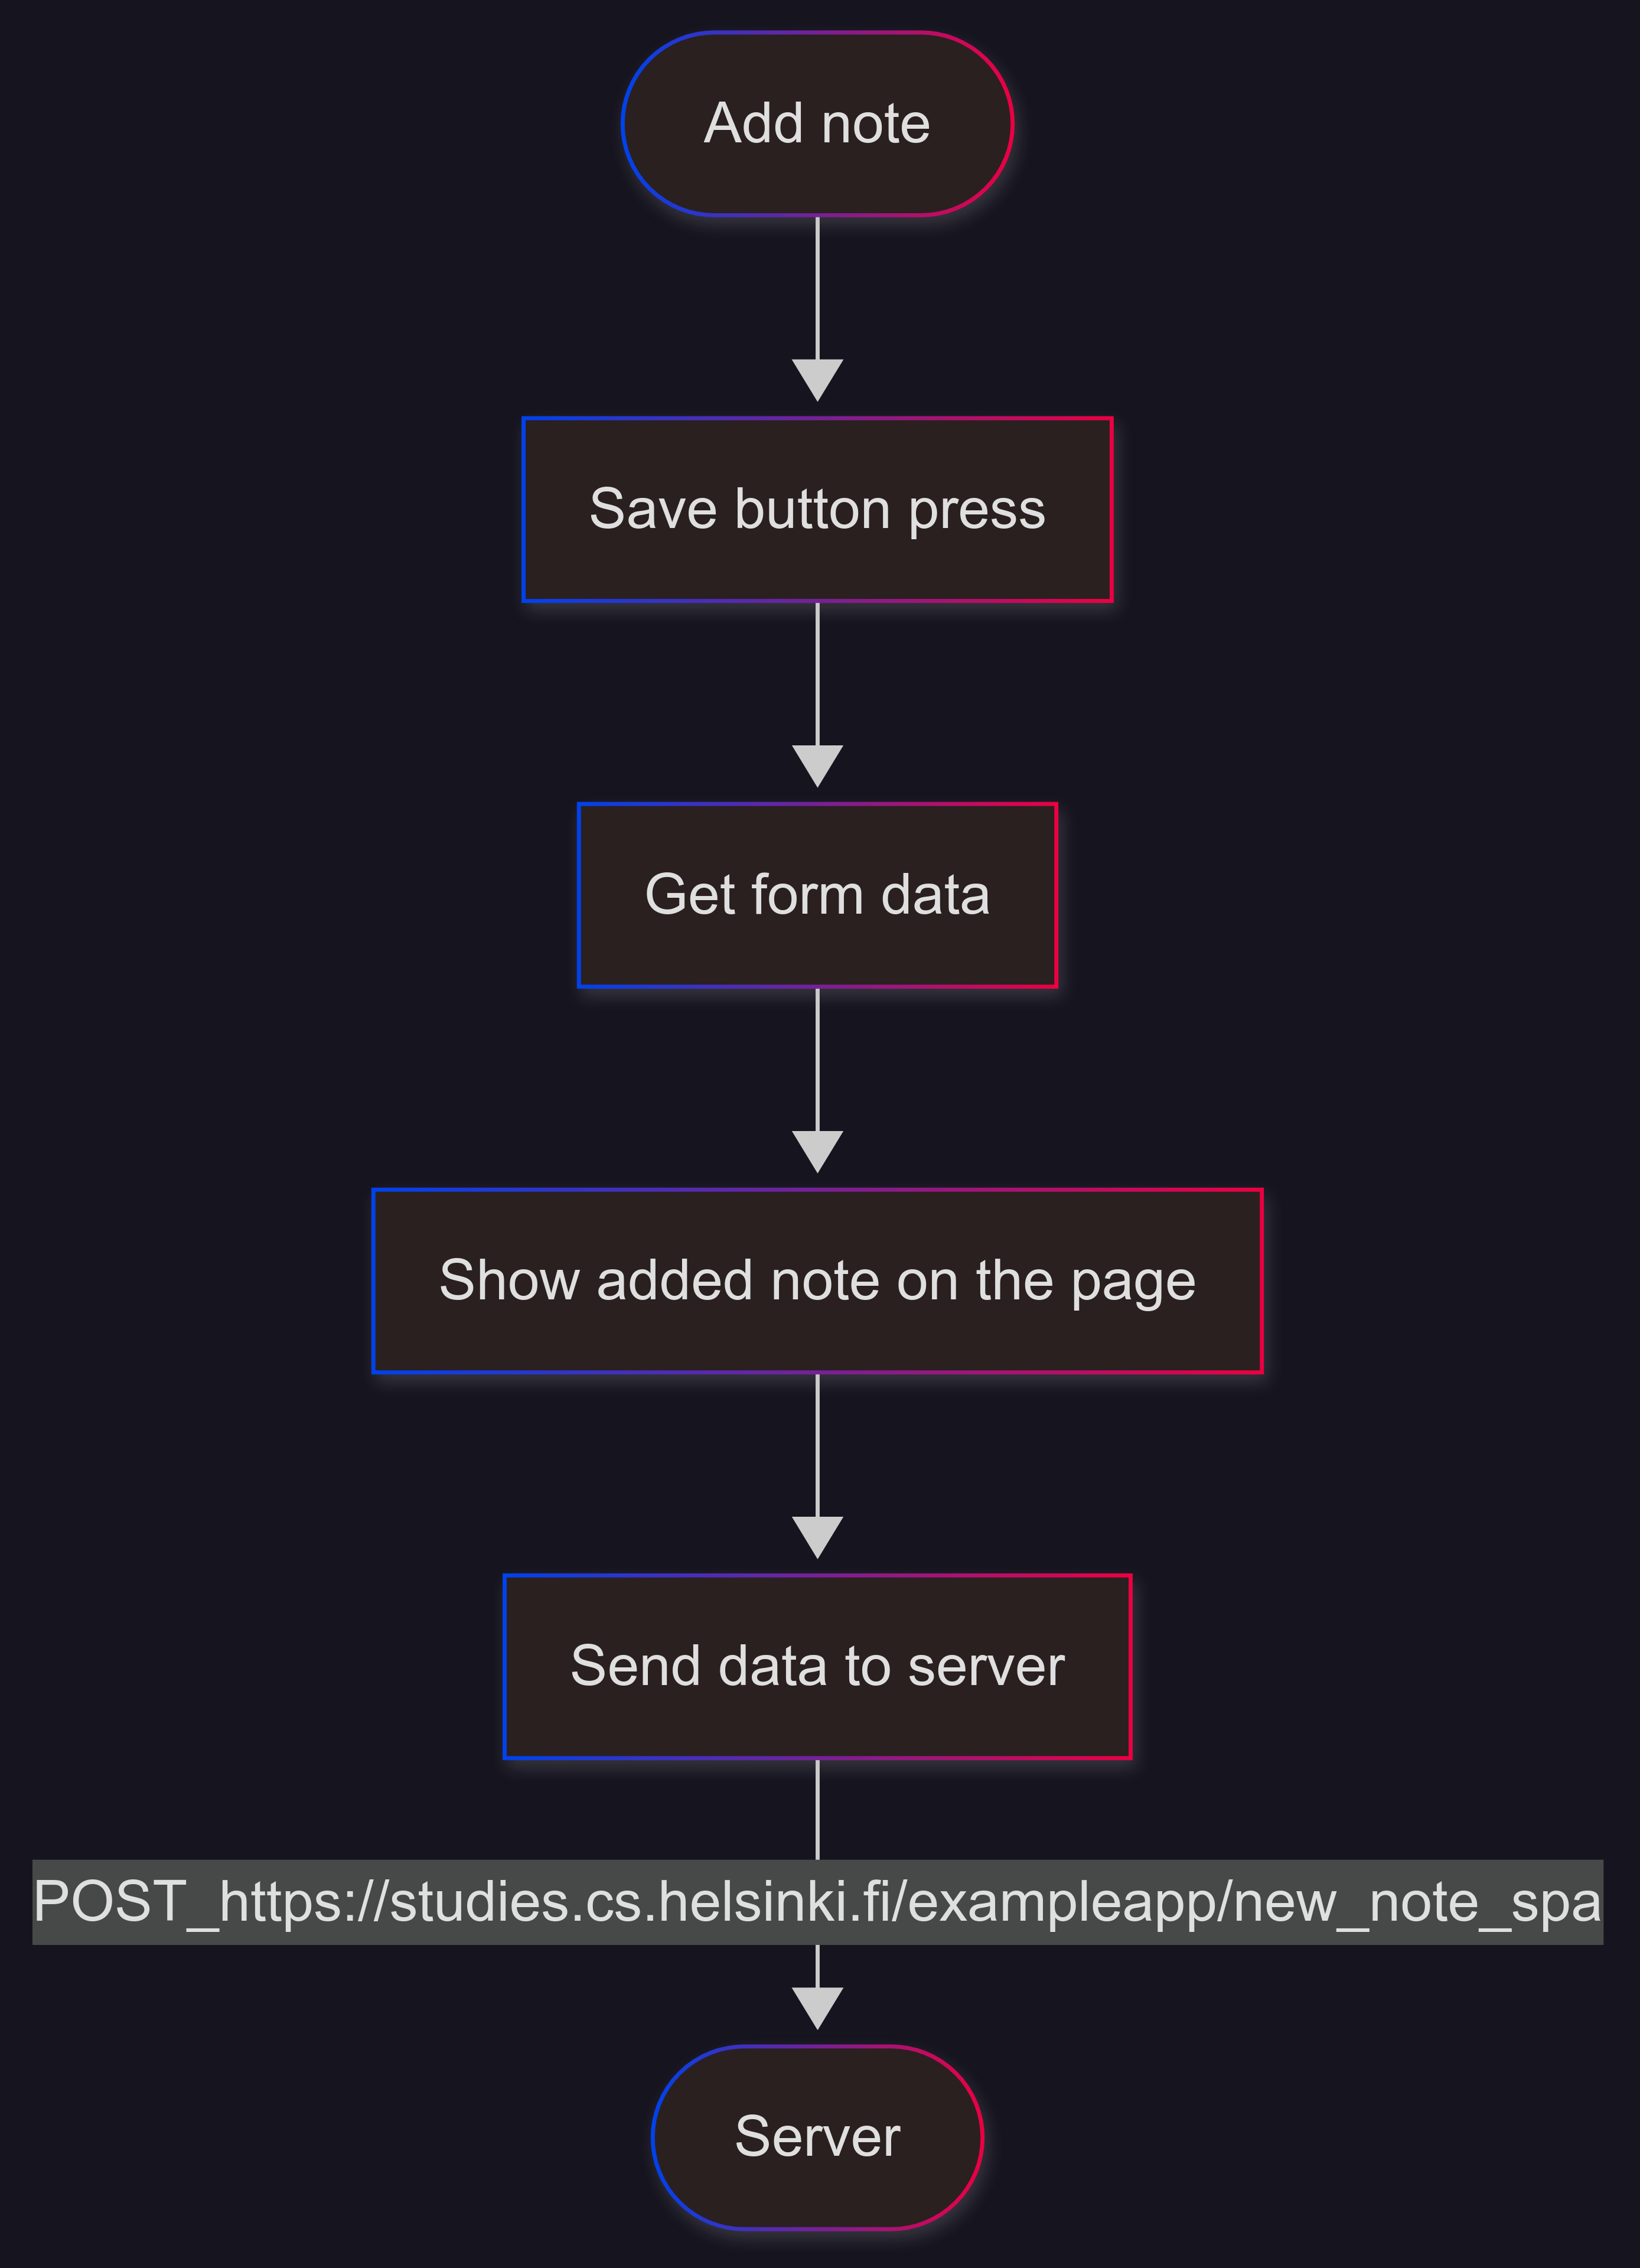 Add note
Save button press
Get form data
Show added note on the page
Send data to server
POST_https://studies.cs.helsinki.fi/exampleapp/new_note_spa
Server